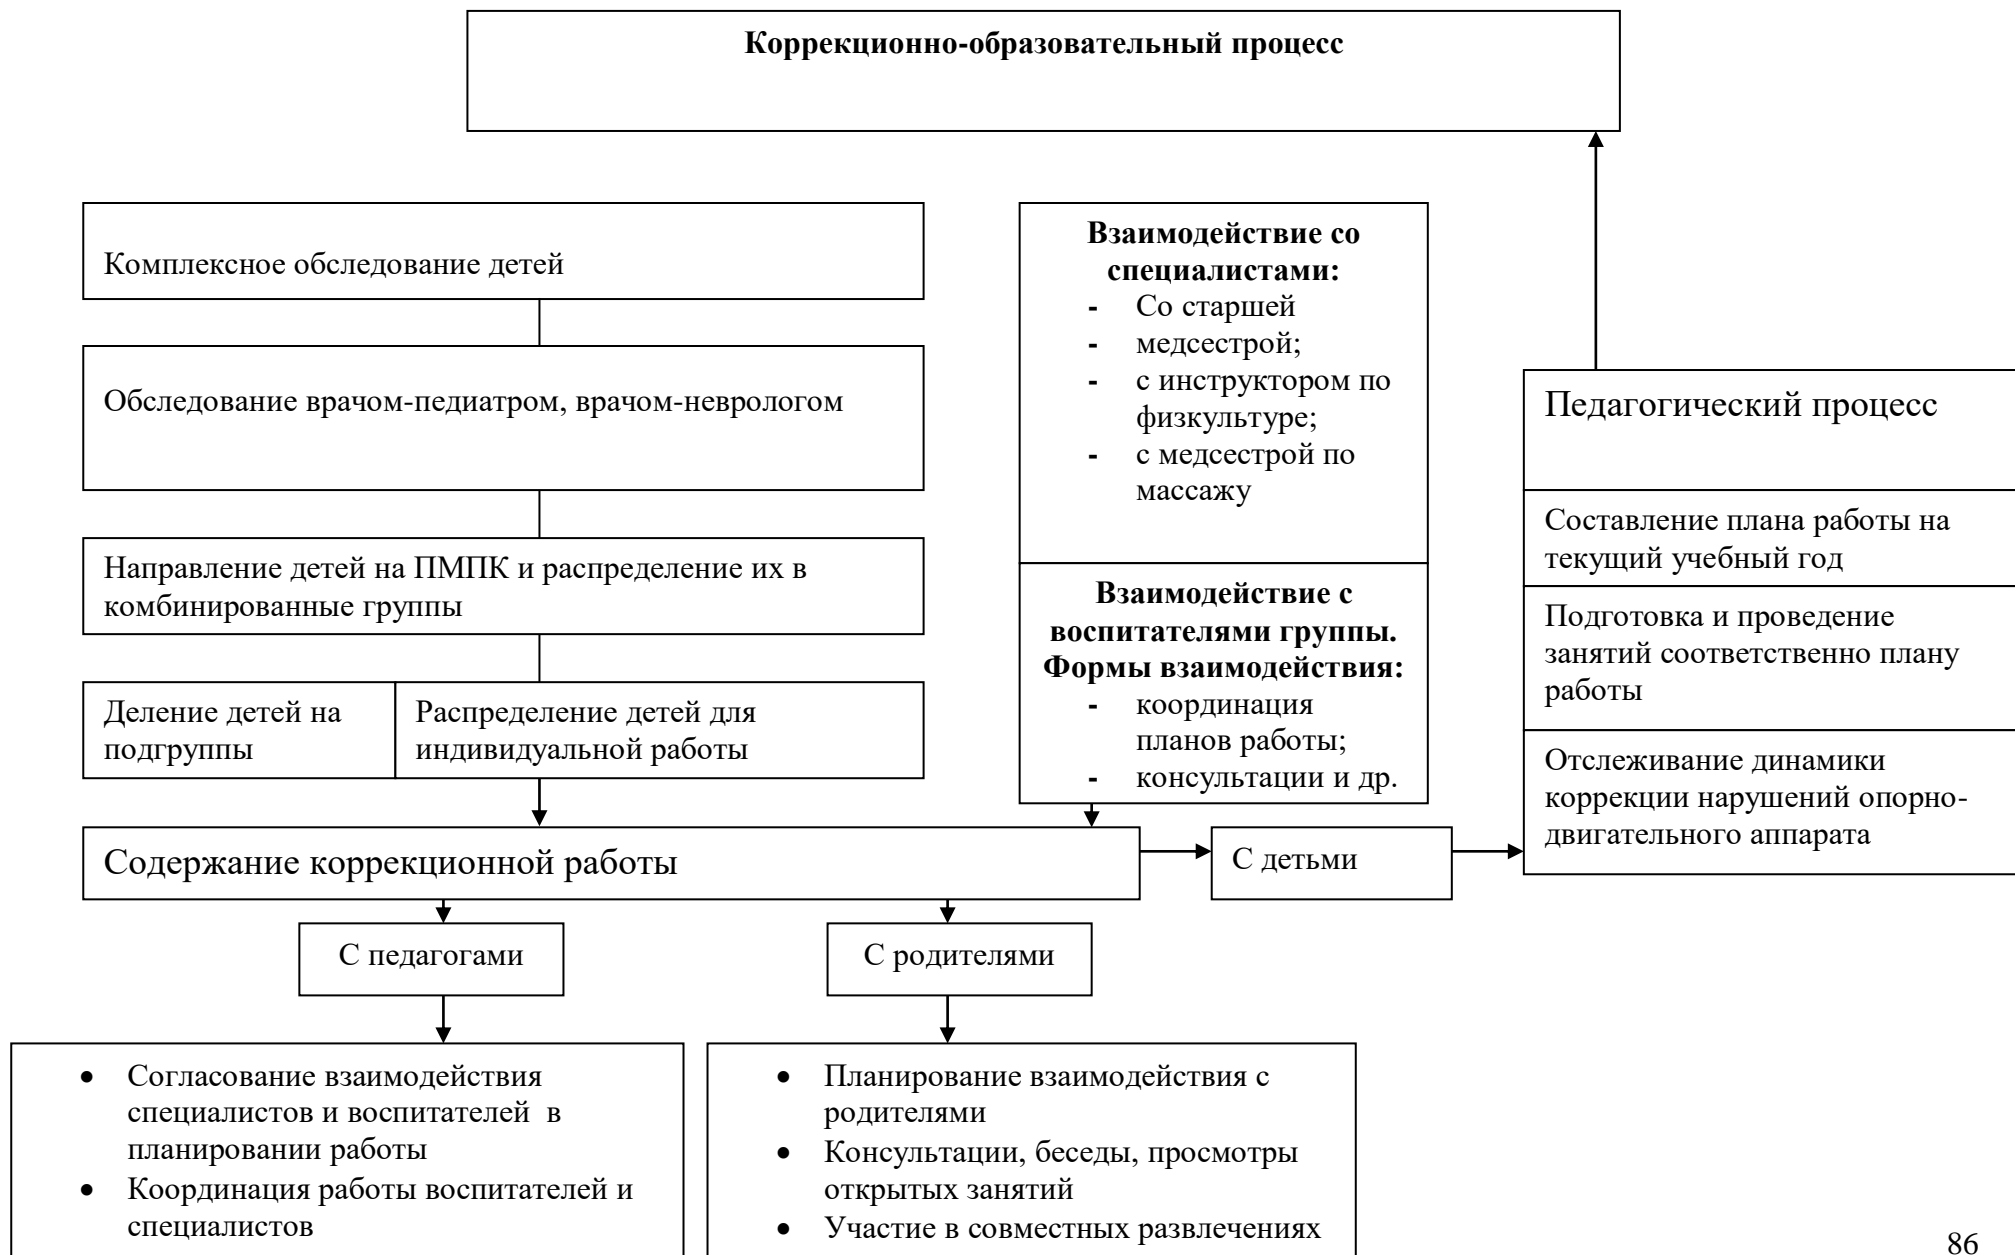 Коррекционно-образовательный процесс
Комплексное обследование детей
Обследование врачом-педиатром, врачом-неврологом
Направление детей на ПМПК и распределение их в
комбинированные группы
Деление детей на
подгруппы
Распределение детей для
индивидуальной работы
Взаимодействие со
специалистами:
- Со старшей
- медсестрой;
- с инструктором по
физкультуре;
- с медсестрой по
массажу
Взаимодействие с
воспитателями группы.
Формы взаимодействия:
- координация
планов работы;
- консультации и др.
Педагогический процесс
Составление плана работы на
текущий учебный год
Подготовка и проведение
занятий соответственно плану
работы
Отслеживание динамики
коррекции нарушений опорно-
двигательного аппарата
Содержание коррекционной работы
С детьми
С педагогами
С родителями
• Согласование взаимодействия
специалистов и воспитателей в
планировании работы
• Координация работы воспитателей и
специалистов
• Планирование взаимодействия с
родителями
• Консультации, беседы, просмотры
открытых занятий
• Участие в совместных развлечениях
86